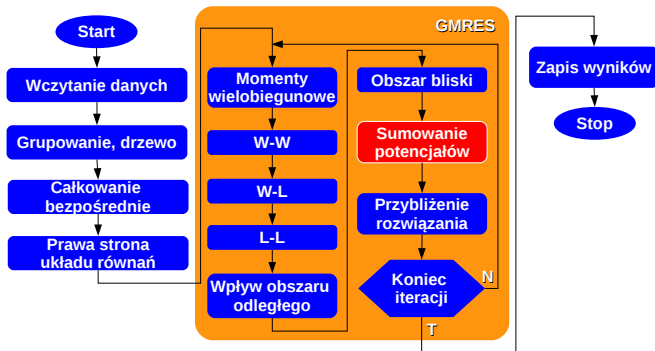 Start
Wczytanie danych
Grupowanie, drzewo
Całkowanie
bezpośrednie
Prawa strona
układu równań
GMRES
Momenty
wielobiegunowe
W-W
W-L
L-L
Wpływ obszaru
odległego
Obszar bliski
Sumowanie
potencjałów
Przybliżenie
rozwiązania
Koniec
iteracji
N
T
Zapis wyników
Stop